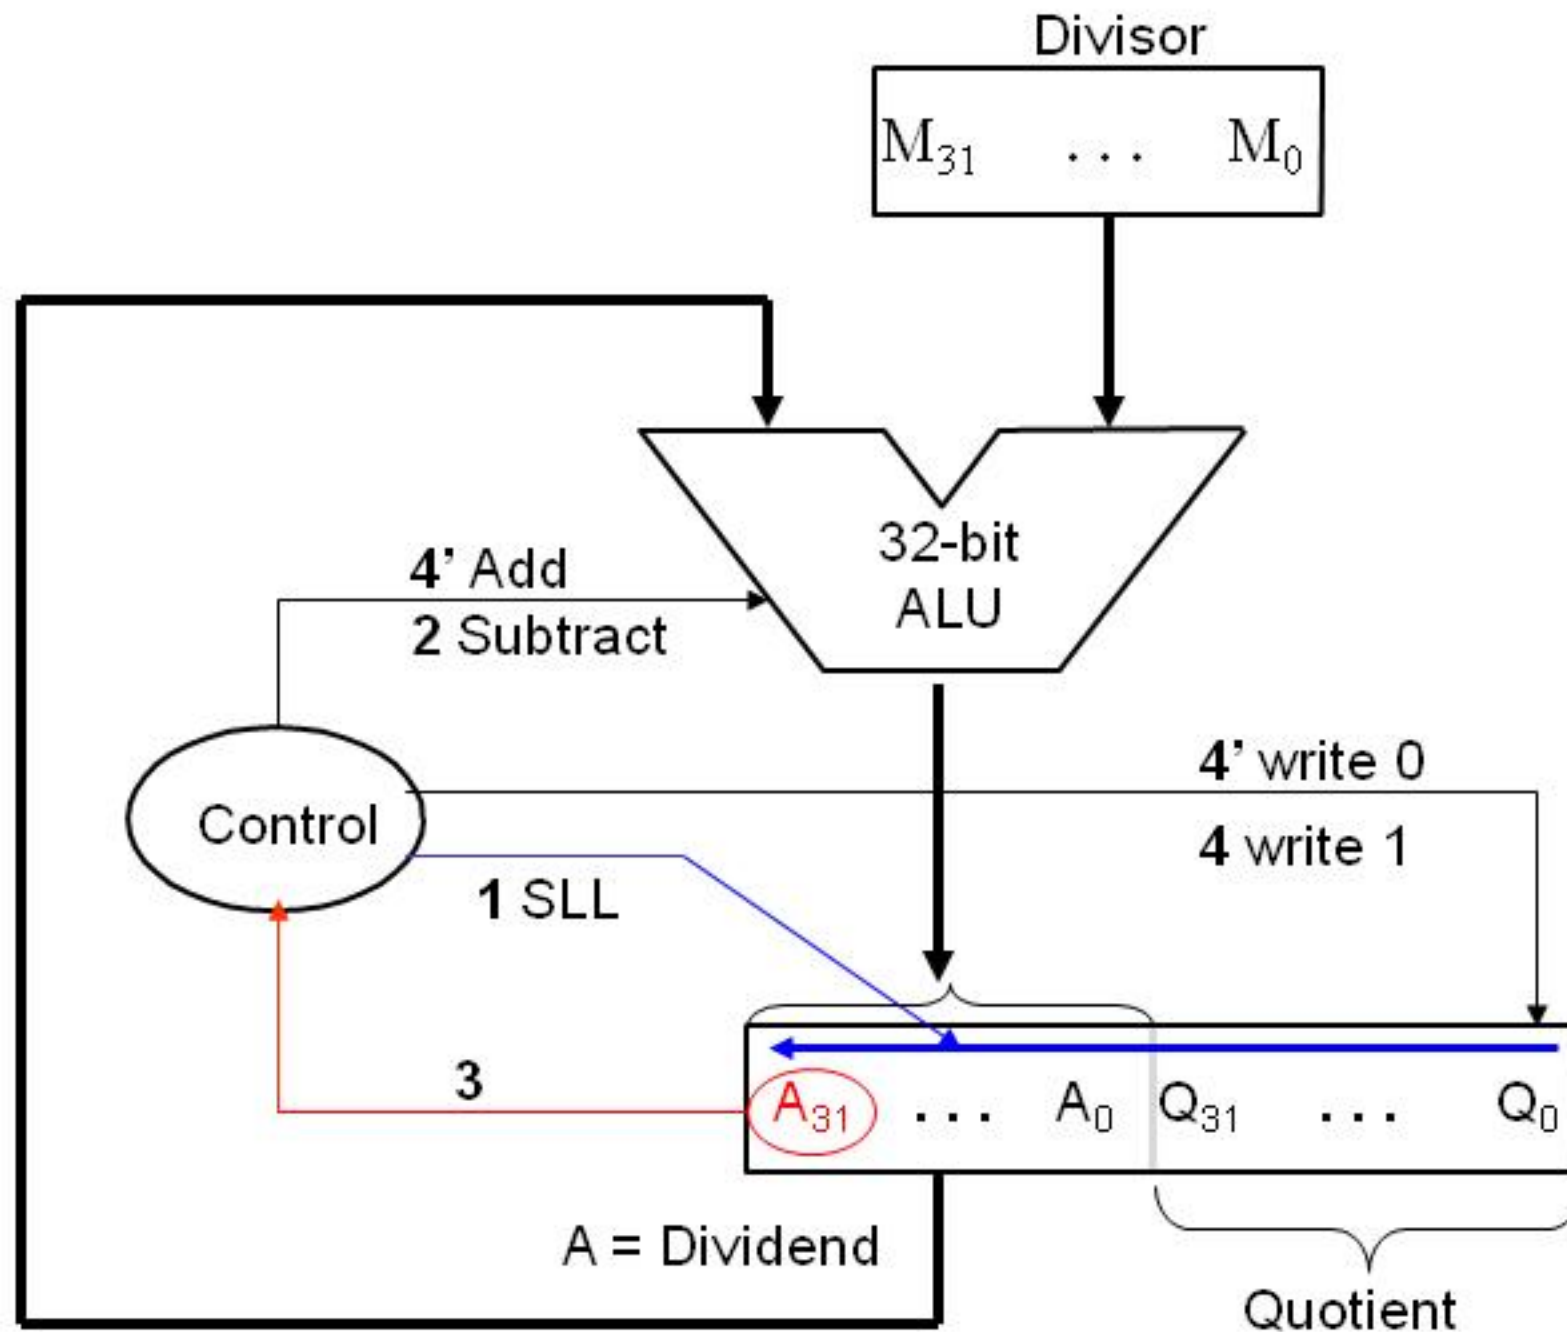 Divisor
M₃₁ . . . M₀
32-bit
ALU
4’ Add
2 Subtract
4’ write 0
4 write 1
Control
1 SLL
3
A₃₁ . . . A₀ Q₃₁ . . . Q₀
A = Dividend
Quotient